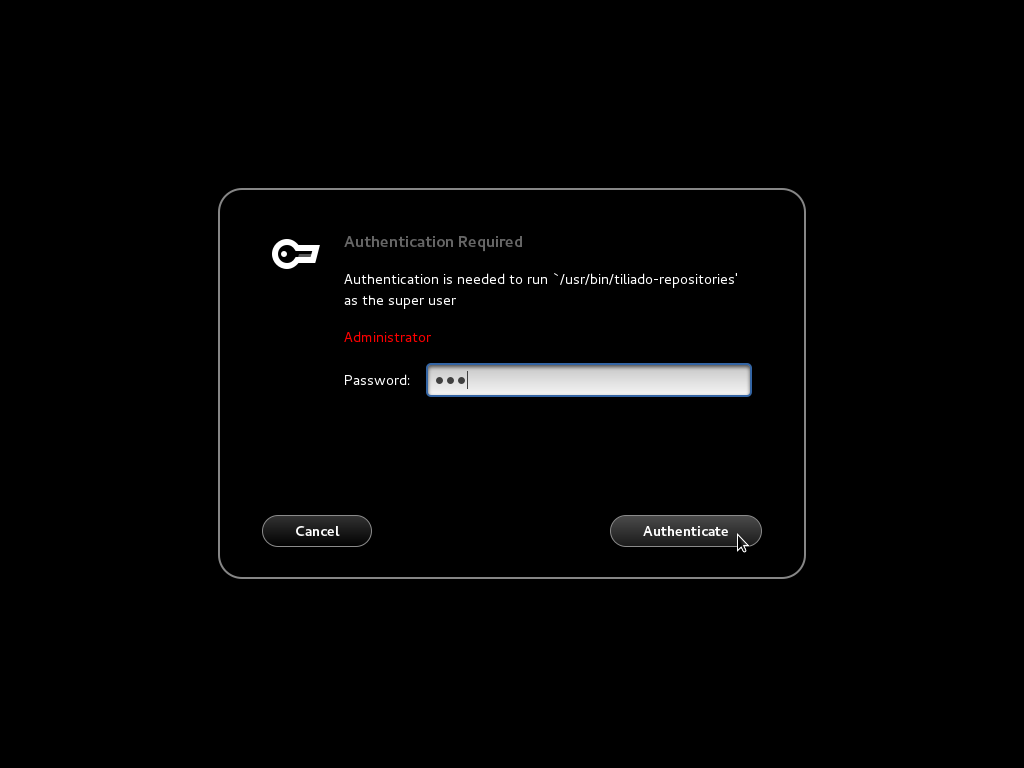 Authentication Required
Authentication is needed to run `/usr/bin/tiliado-repositories'
as the super user
Administrator
Password: ●●●
Cancel Authenticate